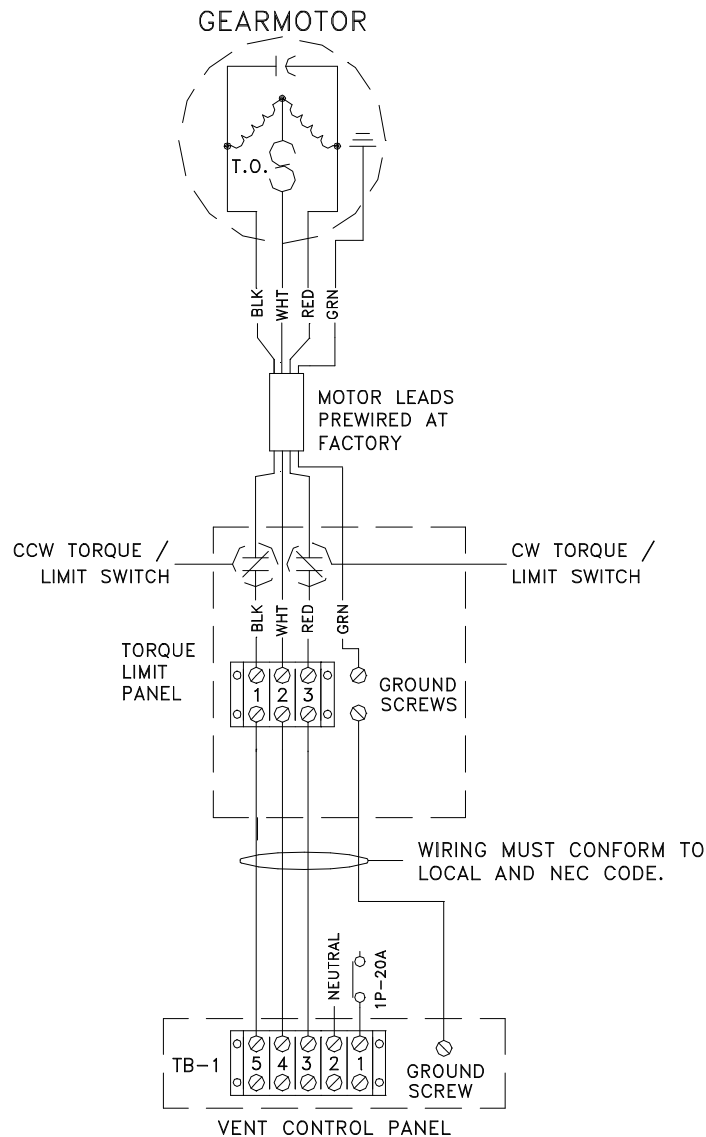 GEARMOTOR
T.O.
BLK
WHT
RED
GRN
MOTOR LEADS
PREWIRED AT
FACTORY
CCW TORQUE /
LIMIT SWITCH
CW TORQUE /
LIMIT SWITCH
BLK
WHT
RED
GRN
TORQUE
LIMIT
PANEL
1 2 3
GROUND
SCREWS
WIRING MUST CONFORM TO
LOCAL AND NEC CODE.
NEUTRAL
1P-20A
TB-1
5 4 3 2 1
GROUND
SCREW
VENT CONTROL PANEL